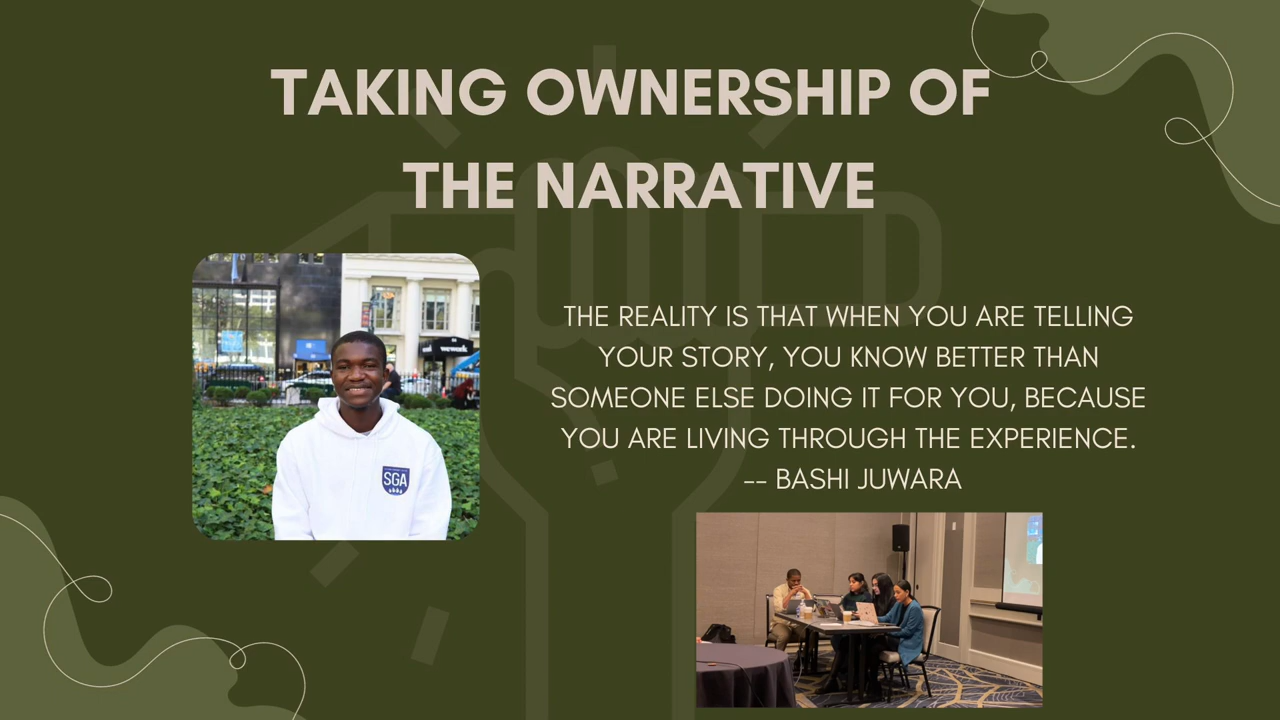 TAKING OWNERSHIP OF
THE NARRATIVE
THE REALITY IS THAT WHEN YOU ARE TELLING
YOUR STORY, YOU KNOW BETTER THAN
SOMEONE ELSE DOING IT FOR YOU, BECAUSE
YOU ARE LIVING THROUGH THE EXPERIENCE.
-- BASHI JUWARA
wework
SGA